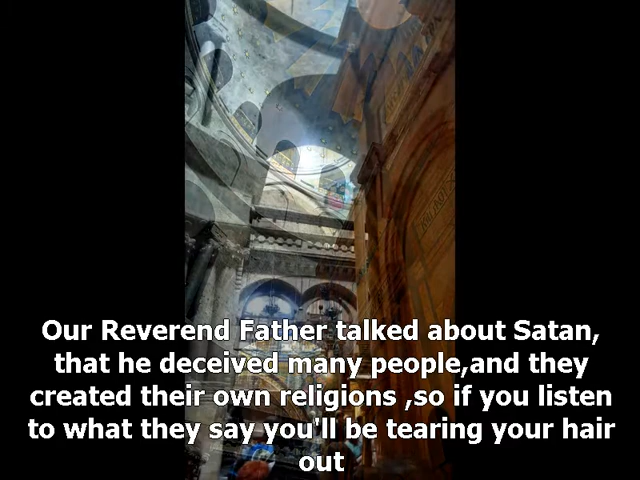 Our Reverend Father talked about Satan,
that he deceived many people,and they
created their own religions ,so if you listen
to what they say you'll be tearing your hair
out